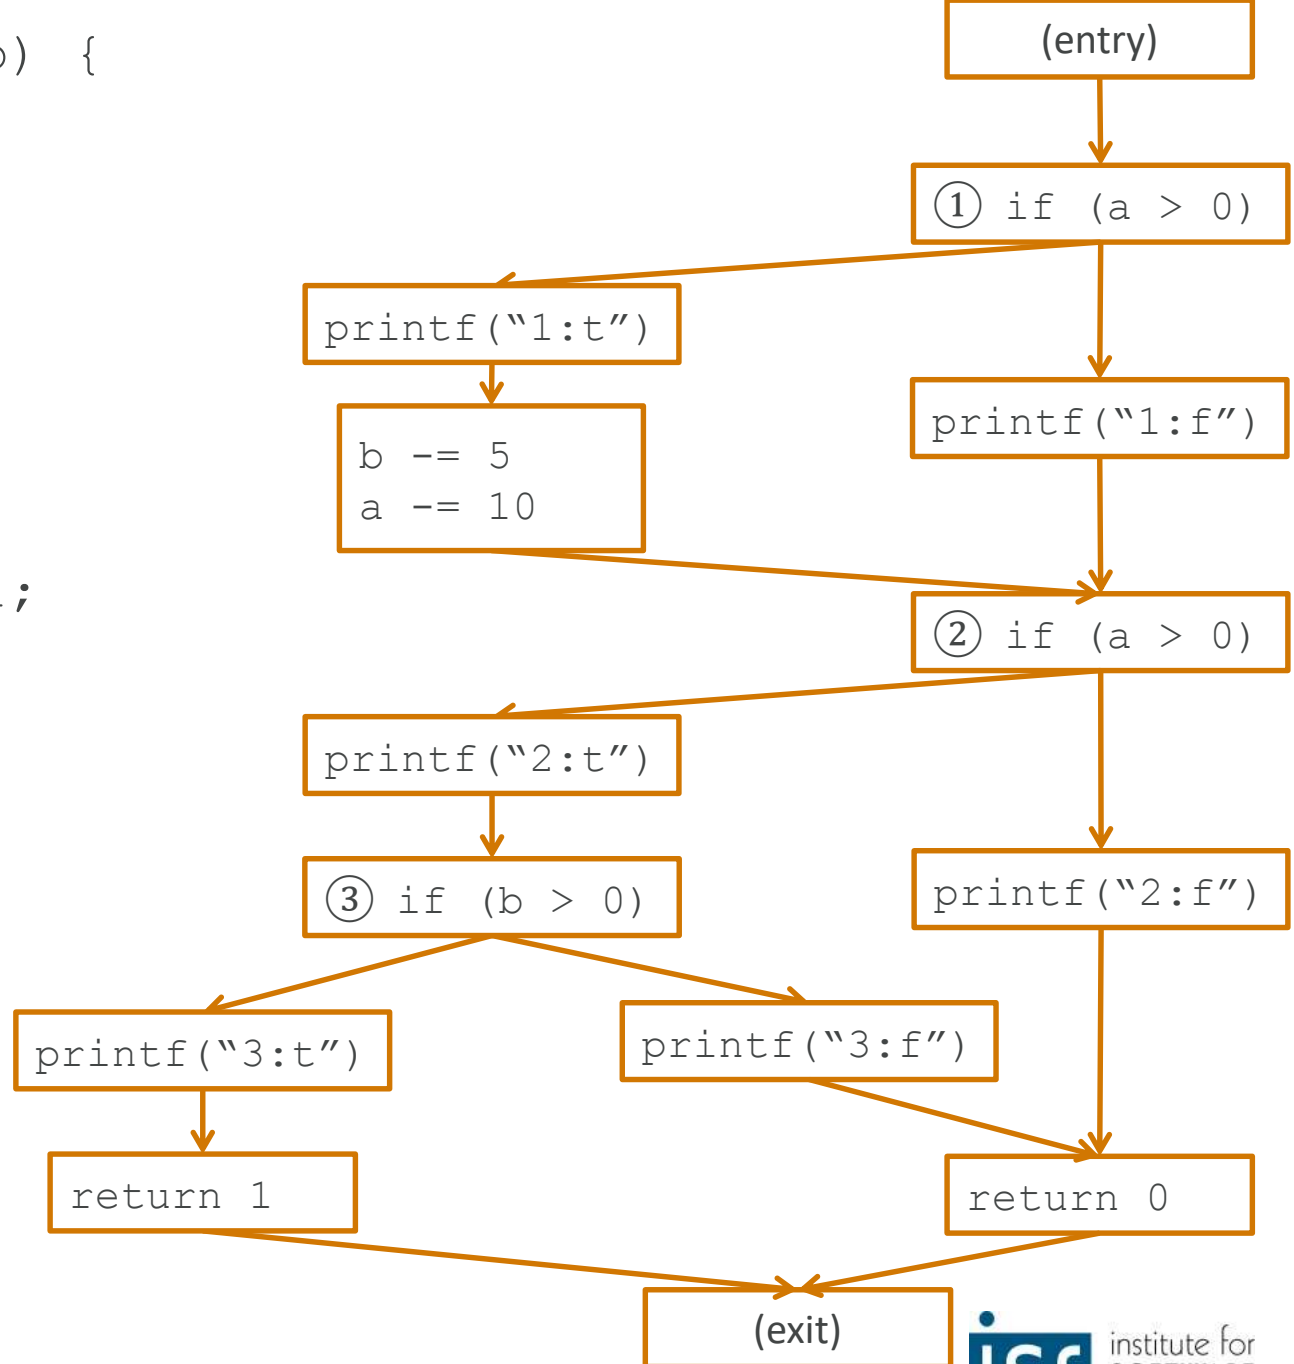 ) {
(entry)
① if (a > 0)
printf("1:t")
printf("1:f")
b -= 5
a -= 10
;
② if (a > 0)
printf("2:t")
printf("2:f")
③ if (b > 0)
printf("3:t")
printf("3:f")
return 1
return 0
(exit)
isf
institute for